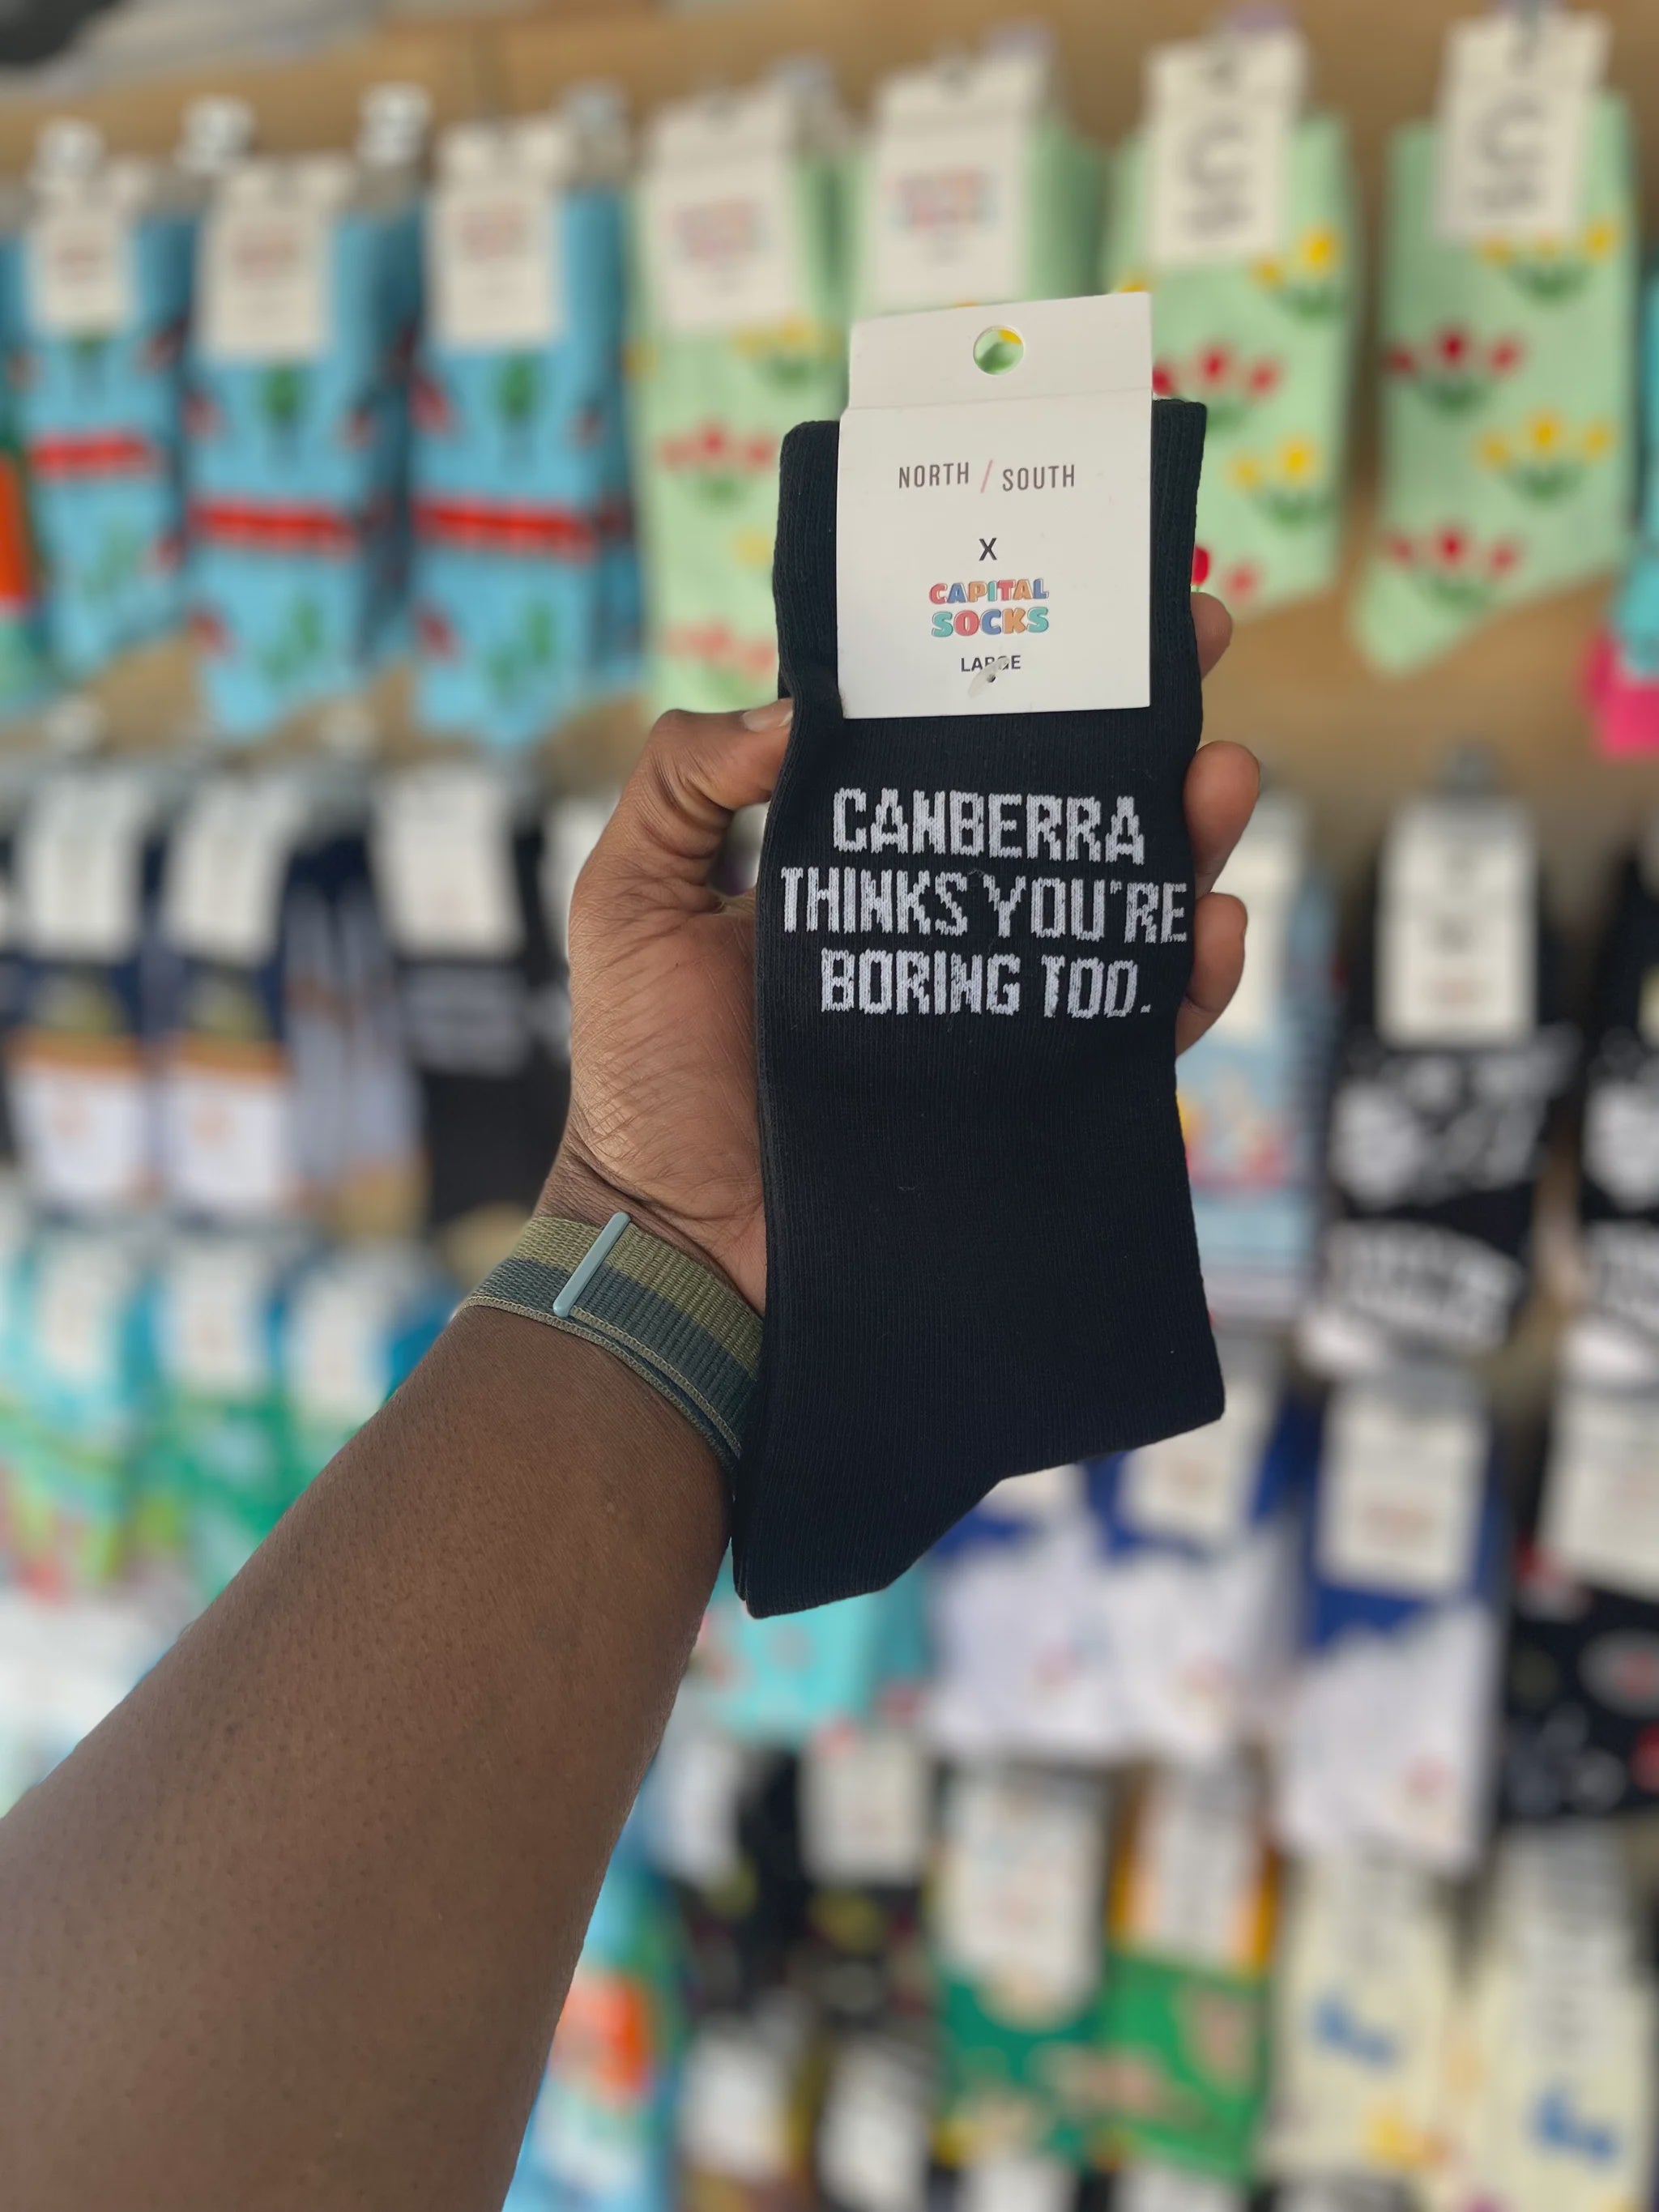 NORTH / SOUTH
X
CAPITAL
SOCKS
LARGE
CANBERRA
THINKS YOU'RE
BORING TOO.